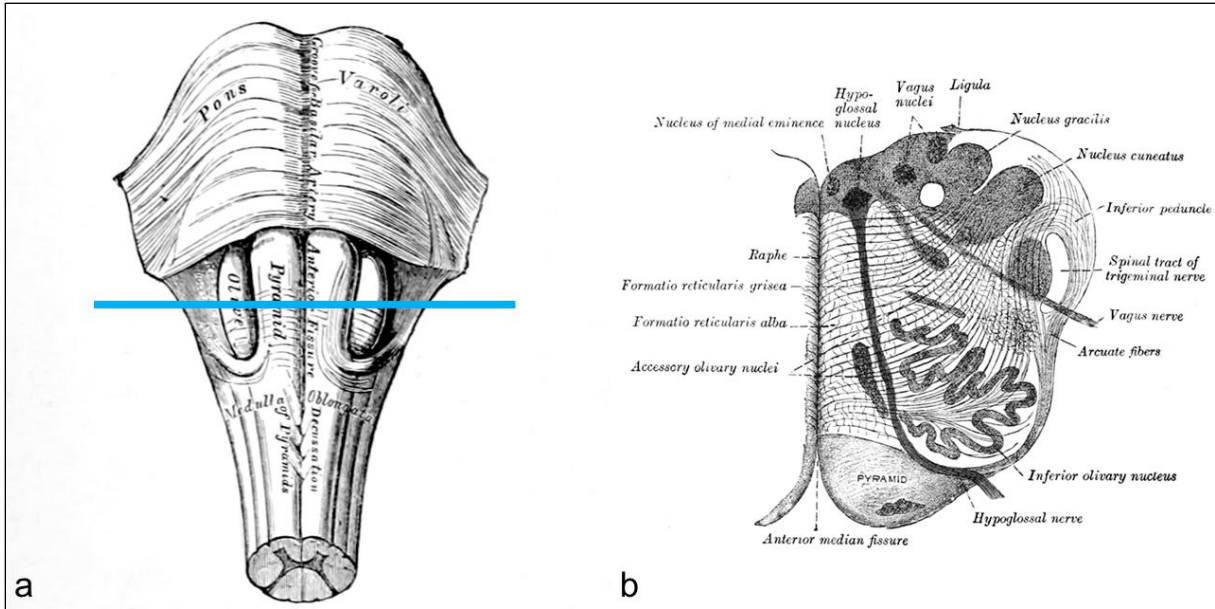 Pons
Varolii
Groove for Basilar Artery
Olive
Pyramid
Anterior Fissure
Medulla
Oblongata
Decussation
of Pyramids
a
Hypo-
glossal
nucleus
Vagus
nuclei
Ligula
Nucleus of medial eminence
Nucleus gracilis
Nucleus cuneatus
Inferior peduncle
Raphe
Spinal tract of
trigeminal nerve
Formatio reticularis grisea
Vagus nerve
Formatio reticularis alba
Arcuate fibers
Accessory olivary nuclei
Inferior olivary nucteus
PYRAMID
Hypoglossal nerve
Anterior median fissure
b